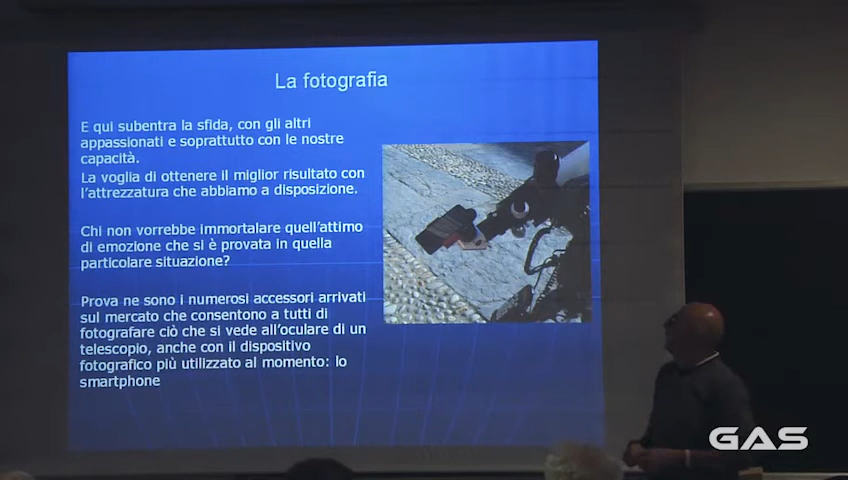 La fotografia
E qui subentra la sfida, con gli altri
appassionati e soprattutto con le nostre
capacità.
La voglia di ottenere il miglior risultato con
l'attrezzatura che abbiamo a disposizione.
Chi non vorrebbe immortalare quell'attimo
di emozione che si è provata in quella
particolare situazione?
Prova ne sono i numerosi accessori arrivati
sul mercato che consentono a tutti di
fotografare ciò che si vede all'oculare di un
telescopio, anche con il dispositivo
fotografico più utilizzato al momento: lo
smartphone
GAS